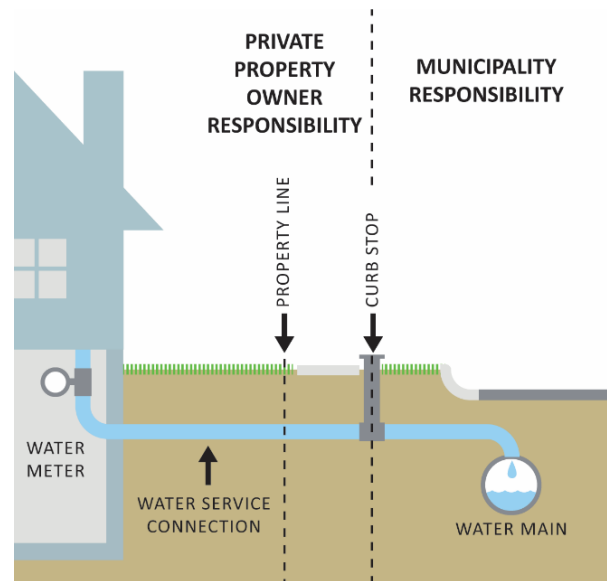 PRIVATE
PROPERTY
OWNER
RESPONSIBILITY
MUNICIPALITY
RESPONSIBILITY
PROPERTY LINE
CURB STOP
WATER
METER
WATER SERVICE
CONNECTION
WATER MAIN